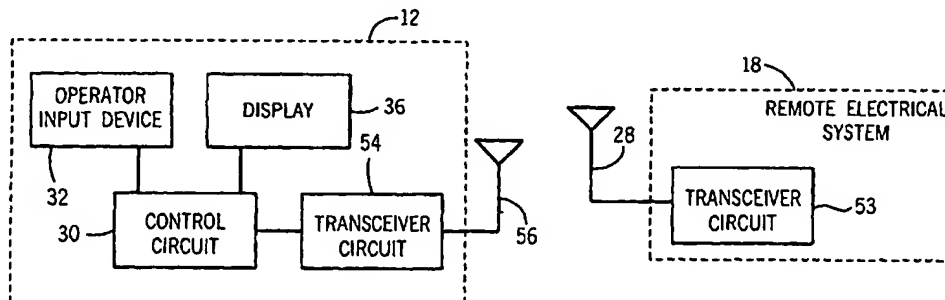 12
OPERATOR
INPUT DEVICE
32
DISPLAY
36
54
CONTROL
CIRCUIT
30
TRANSCEIVER
CIRCUIT
56
28
18
REMOTE ELECTRICAL
SYSTEM
TRANSCEIVER
CIRCUIT
53